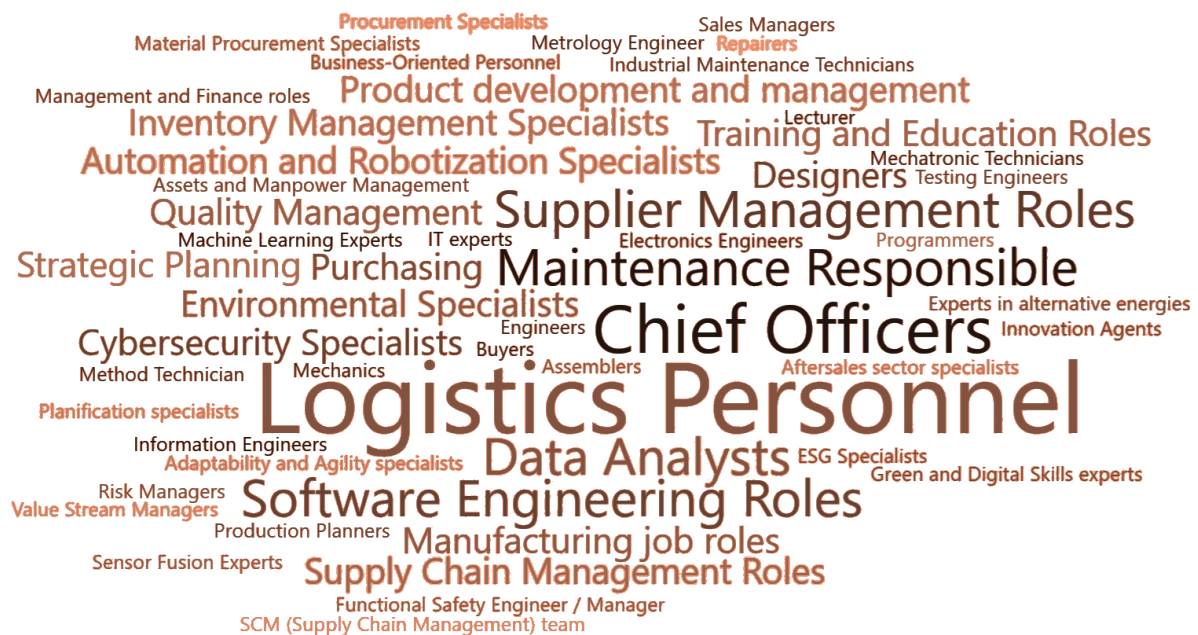 Procurement Specialists
Sales Managers
Material Procurement Specialists
Metrology Engineer
Repairers
Business-Oriented Personnel
Industrial Maintenance Technicians
Management and Finance roles
Product development and management
Inventory Management Specialists
Lecturer
Training and Education Roles
Automation and Robotization Specialists
Mechatronic Technicians
Assets and Manpower Management
Designers
Testing Engineers
Quality Management
Supplier Management Roles
Machine Learning Experts
IT experts
Electronics Engineers
Programmers
Strategic Planning
Purchasing
Maintenance Responsible
Environmental Specialists
Experts in alternative energies
Engineers
Chief Officers
Innovation Agents
Cybersecurity Specialists
Buyers
Method Technician
Mechanics
Assemblers
Aftersales sector specialists
Planification specialists
Logistics Personnel
Information Engineers
Adaptability and Agility specialists
Data Analysts
ESG Specialists
Green and Digital Skills experts
Risk Managers
Value Stream Managers
Software Engineering Roles
Production Planners
Manufacturing job roles
Sensor Fusion Experts
Supply Chain Management Roles
Functional Safety Engineer / Manager
SCM (Supply Chain Management) team